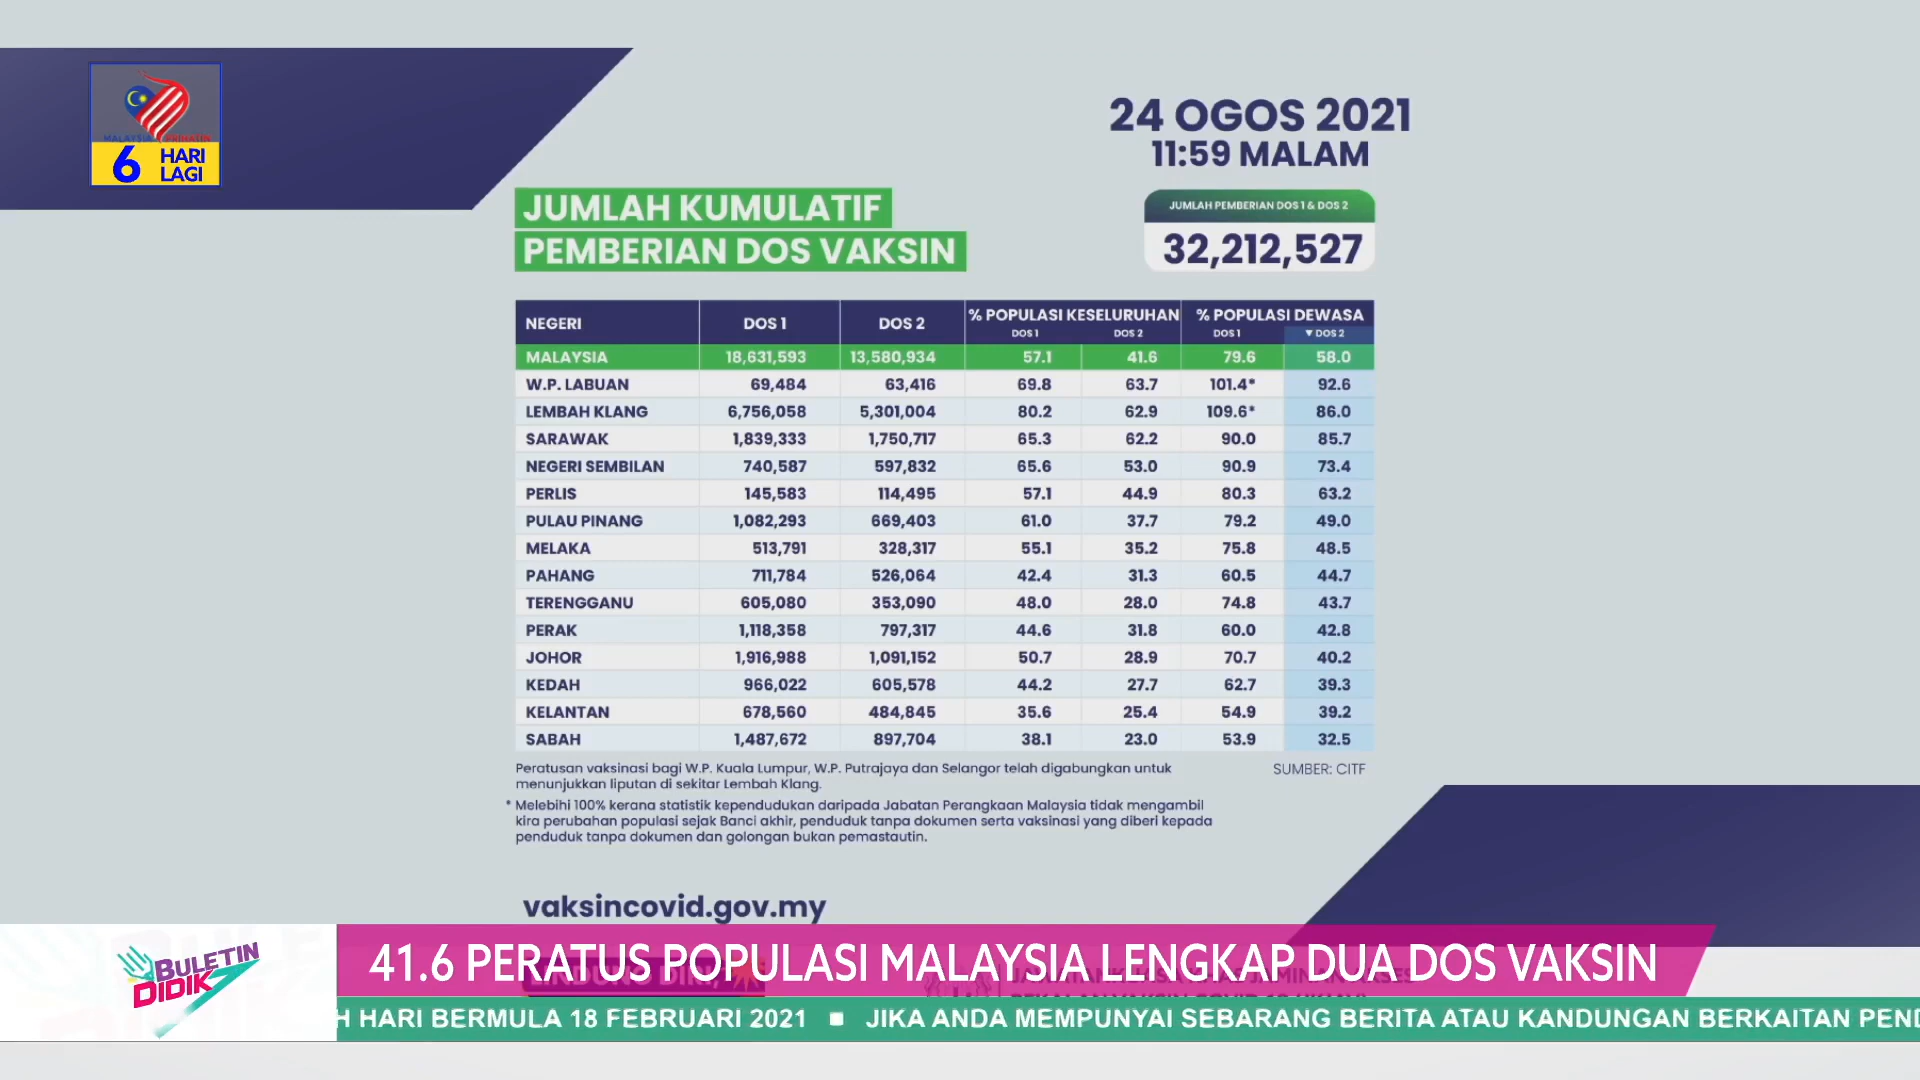 MALAYSIA PRIHATIN
6 HARI LAGI
24 OGOS 2021
11:59 MALAM
JUMLAH KUMULATIF
PEMBERIAN DOS VAKSIN
JUMLAH PEMBERIAN DOS 1 & DOS 2
32,212,527
NEGERI DOS 1 DOS 2 % POPULASI KESELURUHAN % POPULASI DEWASA
DOS 1 DOS 2 DOS 1 ▼ DOS 2
MALAYSIA 18,631,593 13,580,934 57.1 41.6 79.6 58.0
W.P. LABUAN 69,484 63,416 69.8 63.7 101.4* 92.6
LEMBAH KLANG 6,756,058 5,301,004 80.2 62.9 109.6* 86.0
SARAWAK 1,839,333 1,750,717 65.3 62.2 90.0 85.7
NEGERI SEMBILAN 740,587 597,832 65.6 53.0 90.9 73.4
PERLIS 145,583 114,495 57.1 44.9 80.3 63.2
PULAU PINANG 1,082,293 669,403 61.0 37.7 79.2 49.0
MELAKA 513,791 328,317 55.1 35.2 75.8 48.5
PAHANG 711,784 526,064 42.4 31.3 60.5 44.7
TERENGGANU 605,080 353,090 48.0 28.0 74.8 43.7
PERAK 1,118,358 797,317 44.6 31.8 60.0 42.8
JOHOR 1,916,988 1,091,152 50.7 28.9 70.7 40.2
KEDAH 966,022 605,578 44.2 27.7 62.7 39.3
KELANTAN 678,560 484,845 35.6 25.4 54.9 39.2
SABAH 1,487,672 897,704 38.1 23.0 53.9 32.5
Peratusan vaksinasi bagi W.P. Kuala Lumpur, W.P. Putrajaya dan Selangor telah digabungkan untuk
menunjukkan liputan di sekitar Lembah Klang.
SUMBER: CITF
* Melebihi 100% kerana statistik kependudukan daripada Jabatan Perangkaan Malaysia tidak mengambil
kira perubahan populasi sejak Banci akhir, penduduk tanpa dokumen serta vaksinasi yang diberi kepada
penduduk tanpa dokumen dan golongan bukan pemastautin.
vaksincovid.gov.my
BULETIN
DIDIK
41.6 PERATUS POPULASI MALAYSIA LENGKAP DUA DOS VAKSIN
H HARI BERMULA 18 FEBRUARI 2021 ■ JIKA ANDA MEMPUNYAI SEBARANG BERITA ATAU KANDUNGAN BERKAITAN PEND